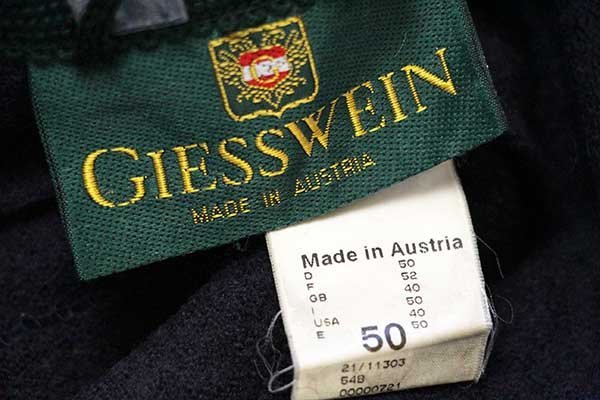 GIESSWEIN
MADE IN AUSTRIA
Made in Austria
D 50
F 52
GB 40
I 50
USA 40
E 50
50
21/11303
548
00000721